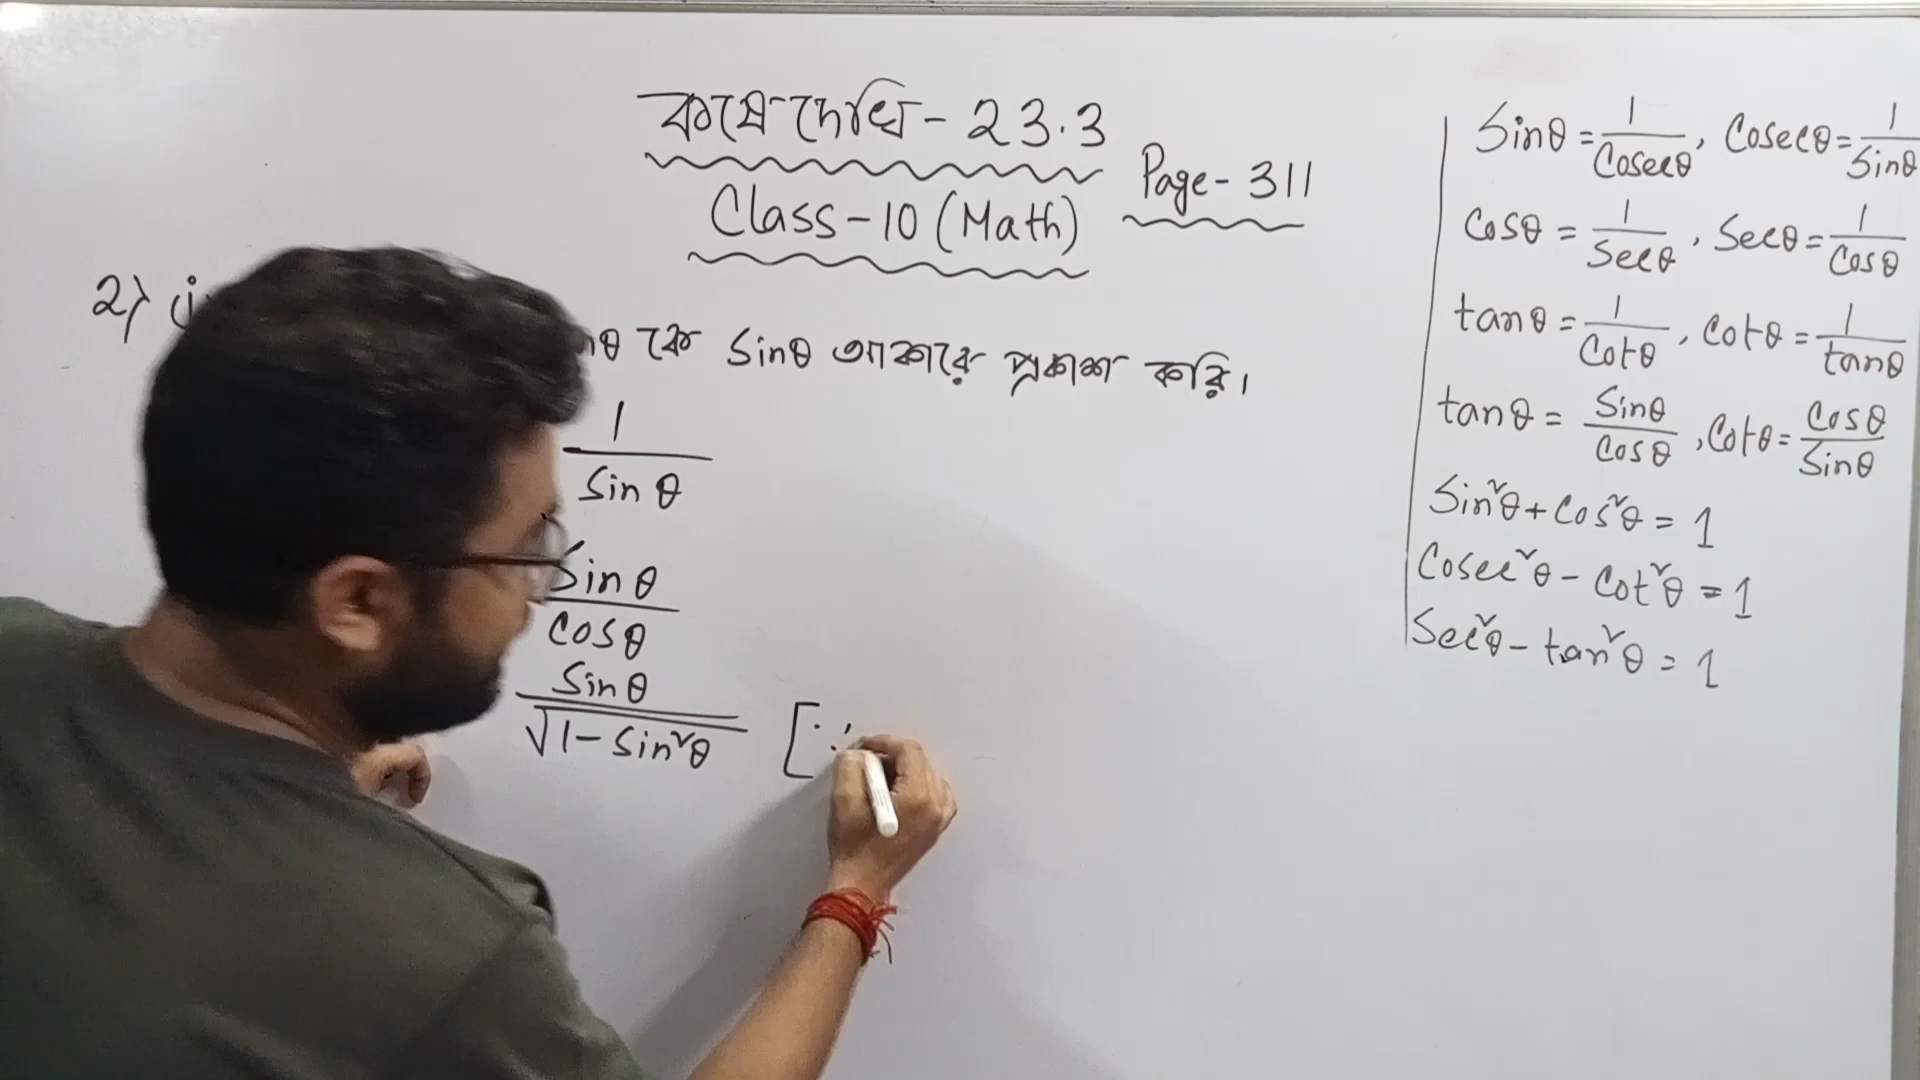 কষে দেখি - 23.3
Class - 10 (Math)
Page - 311
2) (i
θ কে Sinθ আকারে প্রকাশ করি।
1
Sin θ
Sin θ
Cosθ
Sin θ
√1 - Sin²θ [∵
Sinθ = 1/Cosecθ, Cosecθ = 1/Sinθ
Cosθ = 1/Secθ, Secθ = 1/Cosθ
tanθ = 1/Cotθ, Cotθ = 1/tanθ
tanθ = Sinθ/Cosθ, Cotθ = Cosθ/Sinθ
Sin²θ + Cos²θ = 1
Cosec²θ - Cot²θ = 1
Sec²θ - tan²θ = 1